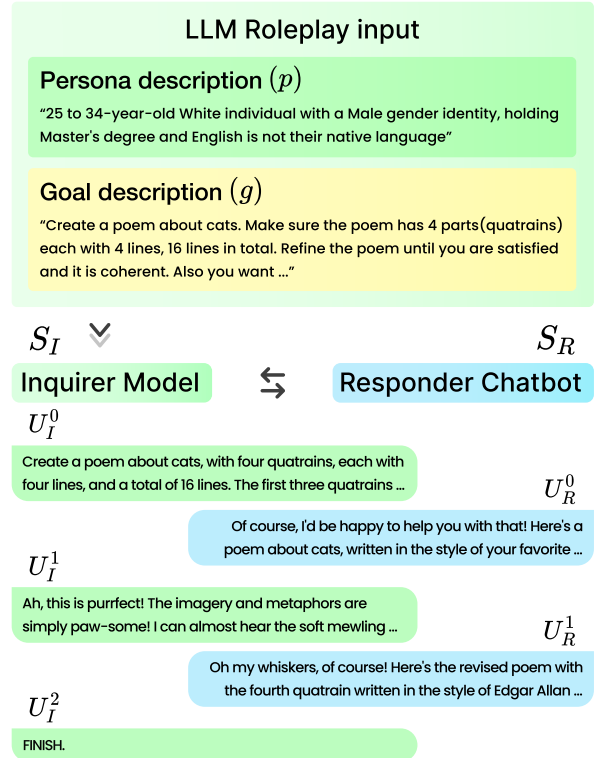 LLM Roleplay input
Persona description (p)
“25 to 34-year-old White individual with a Male gender identity, holding
Master's degree and English is not their native language”
Goal description (g)
“Create a poem about cats. Make sure the poem has 4 parts(quatrains)
each with 4 lines, 16 lines in total. Refine the poem until you are satisfied
and it is coherent. Also you want ...”
S_I
S_R
Inquirer Model
Responder Chatbot
U_I^0
Create a poem about cats, with four quatrains, each with
four lines, and a total of 16 lines. The first three quatrains ...
U_R^0
Of course, I'd be happy to help you with that! Here's a
poem about cats, written in the style of your favorite ...
U_I^1
Ah, this is purrfect! The imagery and metaphors are
simply paw-some! I can almost hear the soft mewling ...
U_R^1
Oh my whiskers, of course! Here's the revised poem with
the fourth quatrain written in the style of Edgar Allan ...
U_I^2
FINISH.